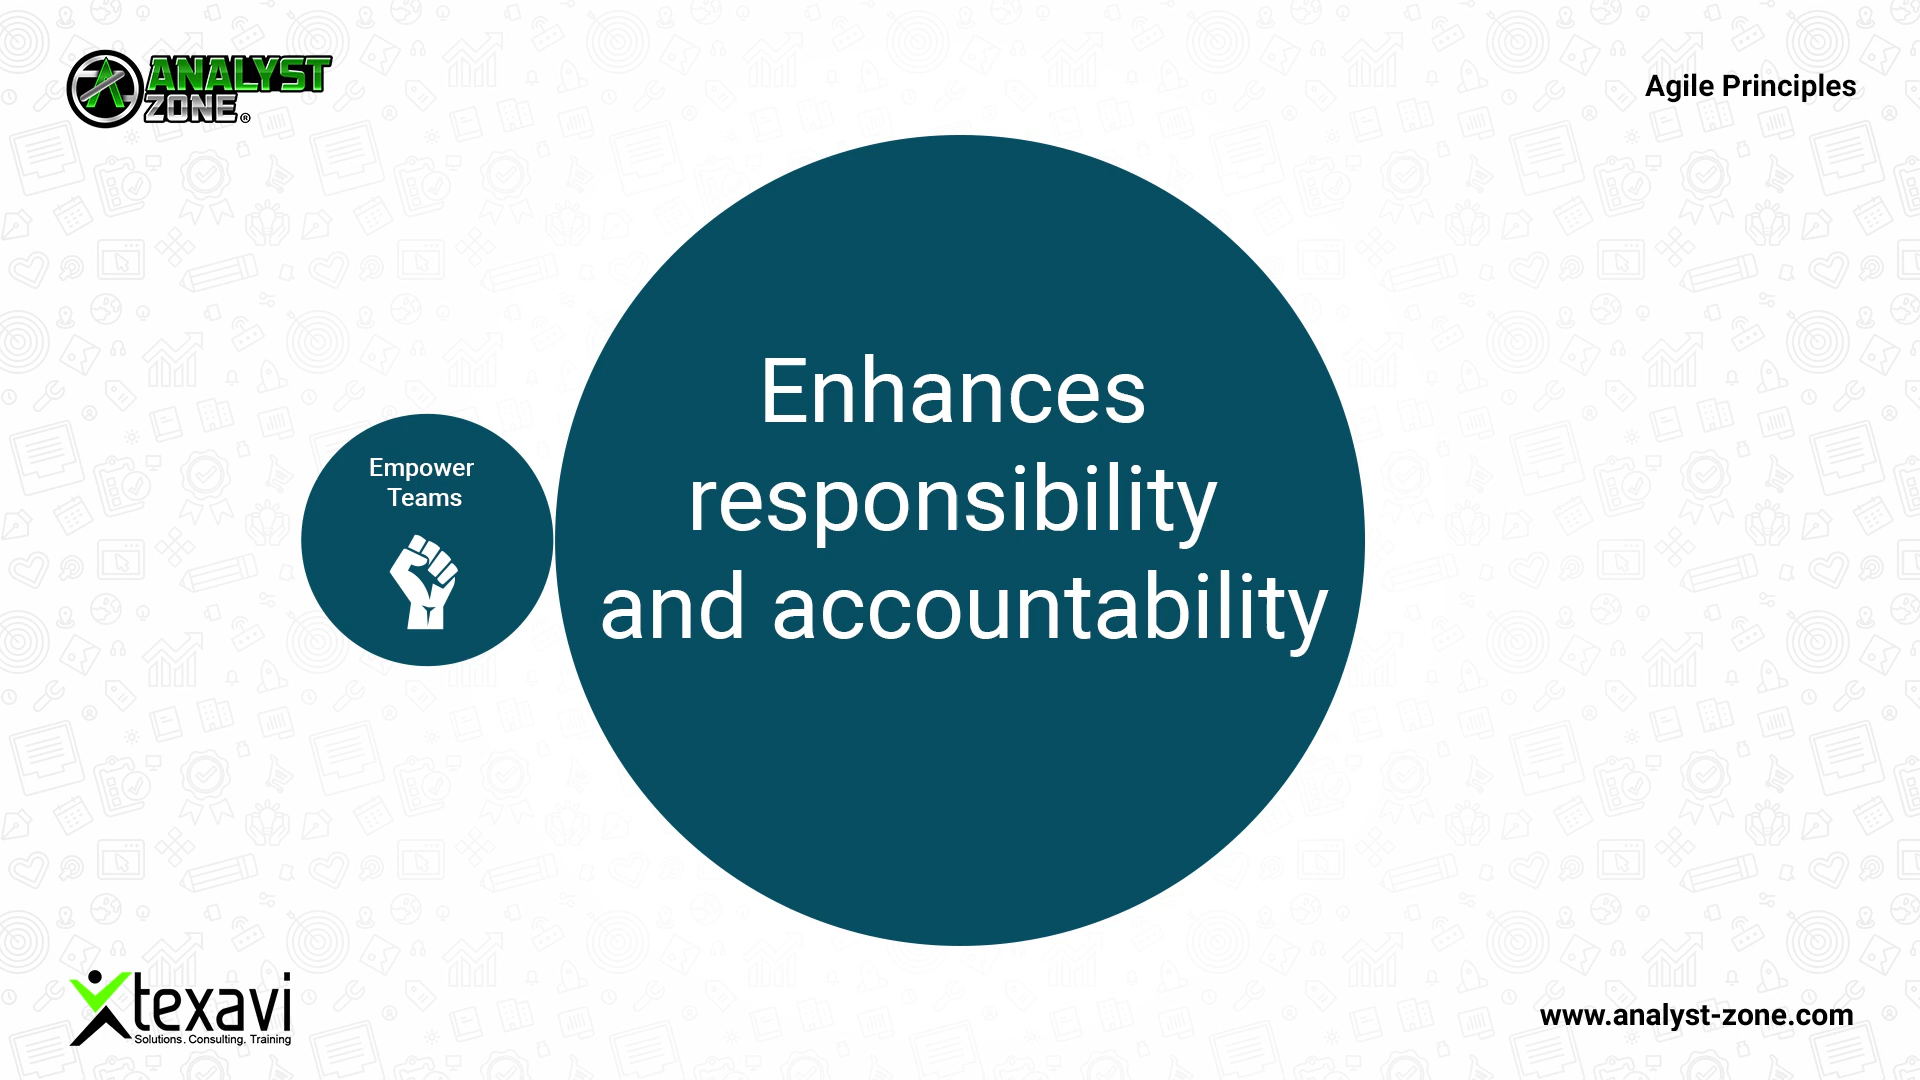 ANALYST
ZONE®
Agile Principles
Empower
Teams
Enhances
responsibility
and accountability
texavi
Solutions. Consulting. Training
www.analyst-zone.com